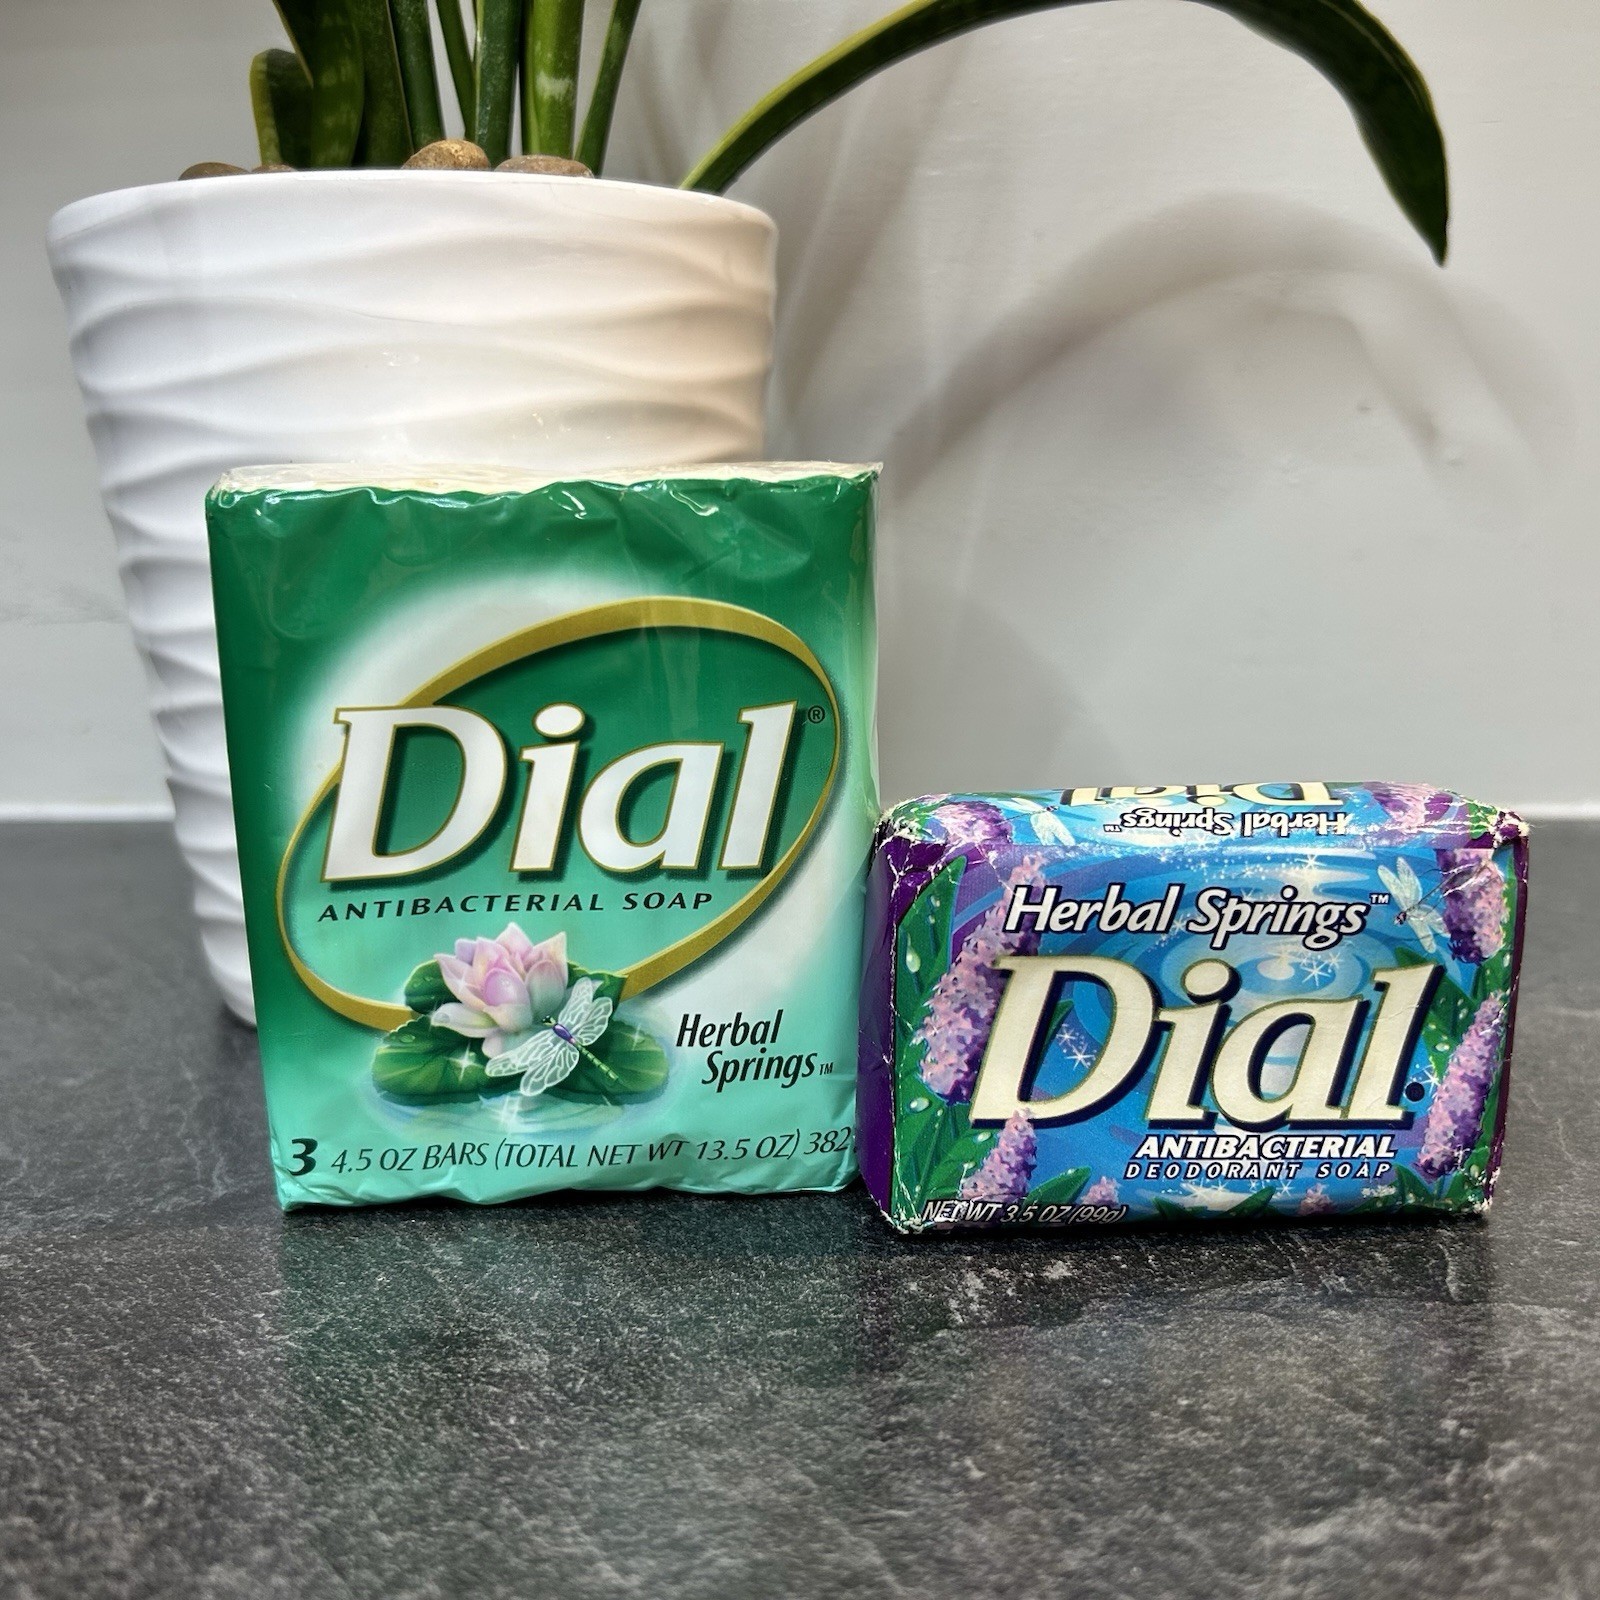 Dial®
ANTIBACTERIAL SOAP
Herbal
Springs™
3 4.5 OZ BARS (TOTAL NET WT 13.5 OZ) 382
Dial
Herbal Springs™
Herbal Springs™
Dial
ANTIBACTERIAL
DEODORANT SOAP
NET WT 3.5 OZ (99g)